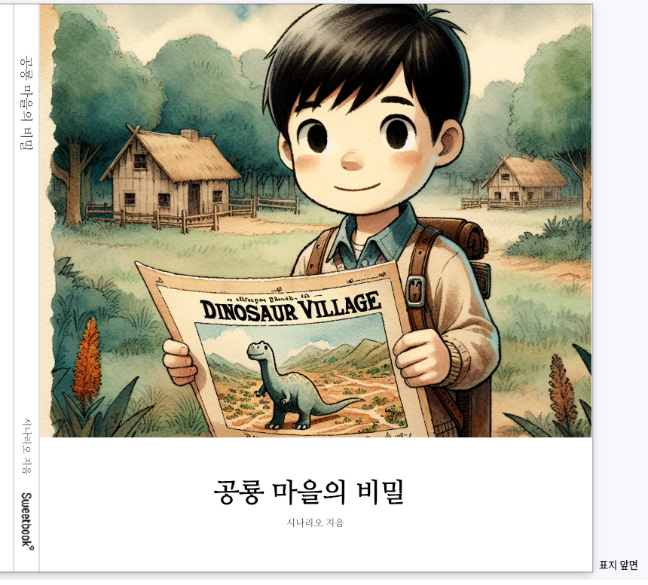 공룡 마을의 비밀
시나리오 지음
Sweetbook
DINOSAUR VILLAGE
공룡 마을의 비밀
시나리오 지음
표지 앞면